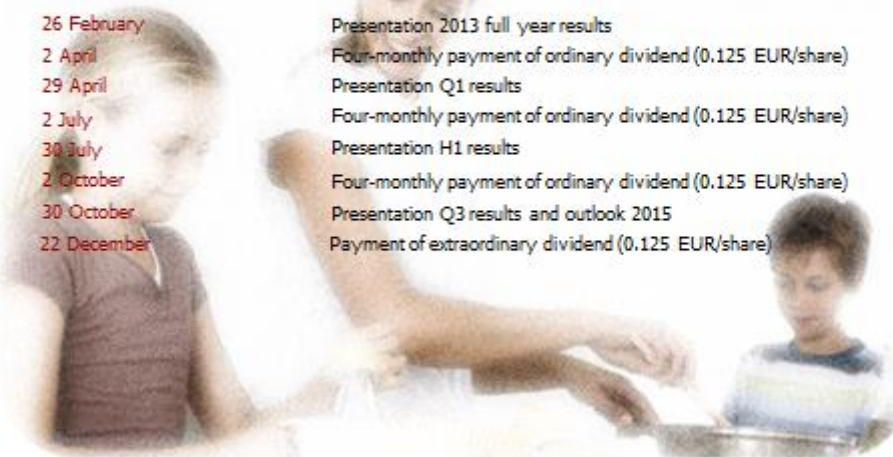 26 February Presentation 2013 full year results
2 April Four-monthly payment of ordinary dividend (0.125 EUR/share)
29 April Presentation Q1 results
2 July Four-monthly payment of ordinary dividend (0.125 EUR/share)
30 July Presentation H1 results
2 October Four-monthly payment of ordinary dividend (0.125 EUR/share)
30 October Presentation Q3 results and outlook 2015
22 December Payment of extraordinary dividend (0.125 EUR/share)